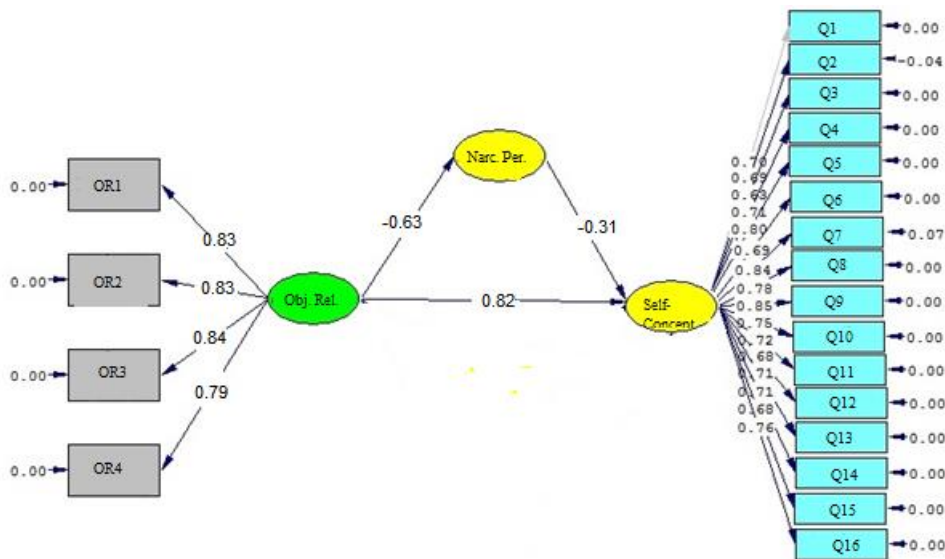 Q1
0.00
Q2
-0.04
Q3
0.00
Q4
0.00
Q5
0.00
Q6
0.00
Q7
0.07
Q8
0.00
Q9
0.00
Q10
0.00
Q11
0.00
Q12
0.00
Q13
0.00
Q14
0.00
Q15
0.00
Q16
0.00
Narc. Per.
0.00
OR1
0.00
OR2
0.00
OR3
0.00
OR4
0.83
0.83
0.84
0.79
Obj. Rel.
-0.63
-0.31
0.82
Self-
Concept
0.70
0.69
0.63
0.71
0.80
0.69
0.84
0.78
0.85
0.75
0.72
0.68
0.71
0.71
0.68
0.76